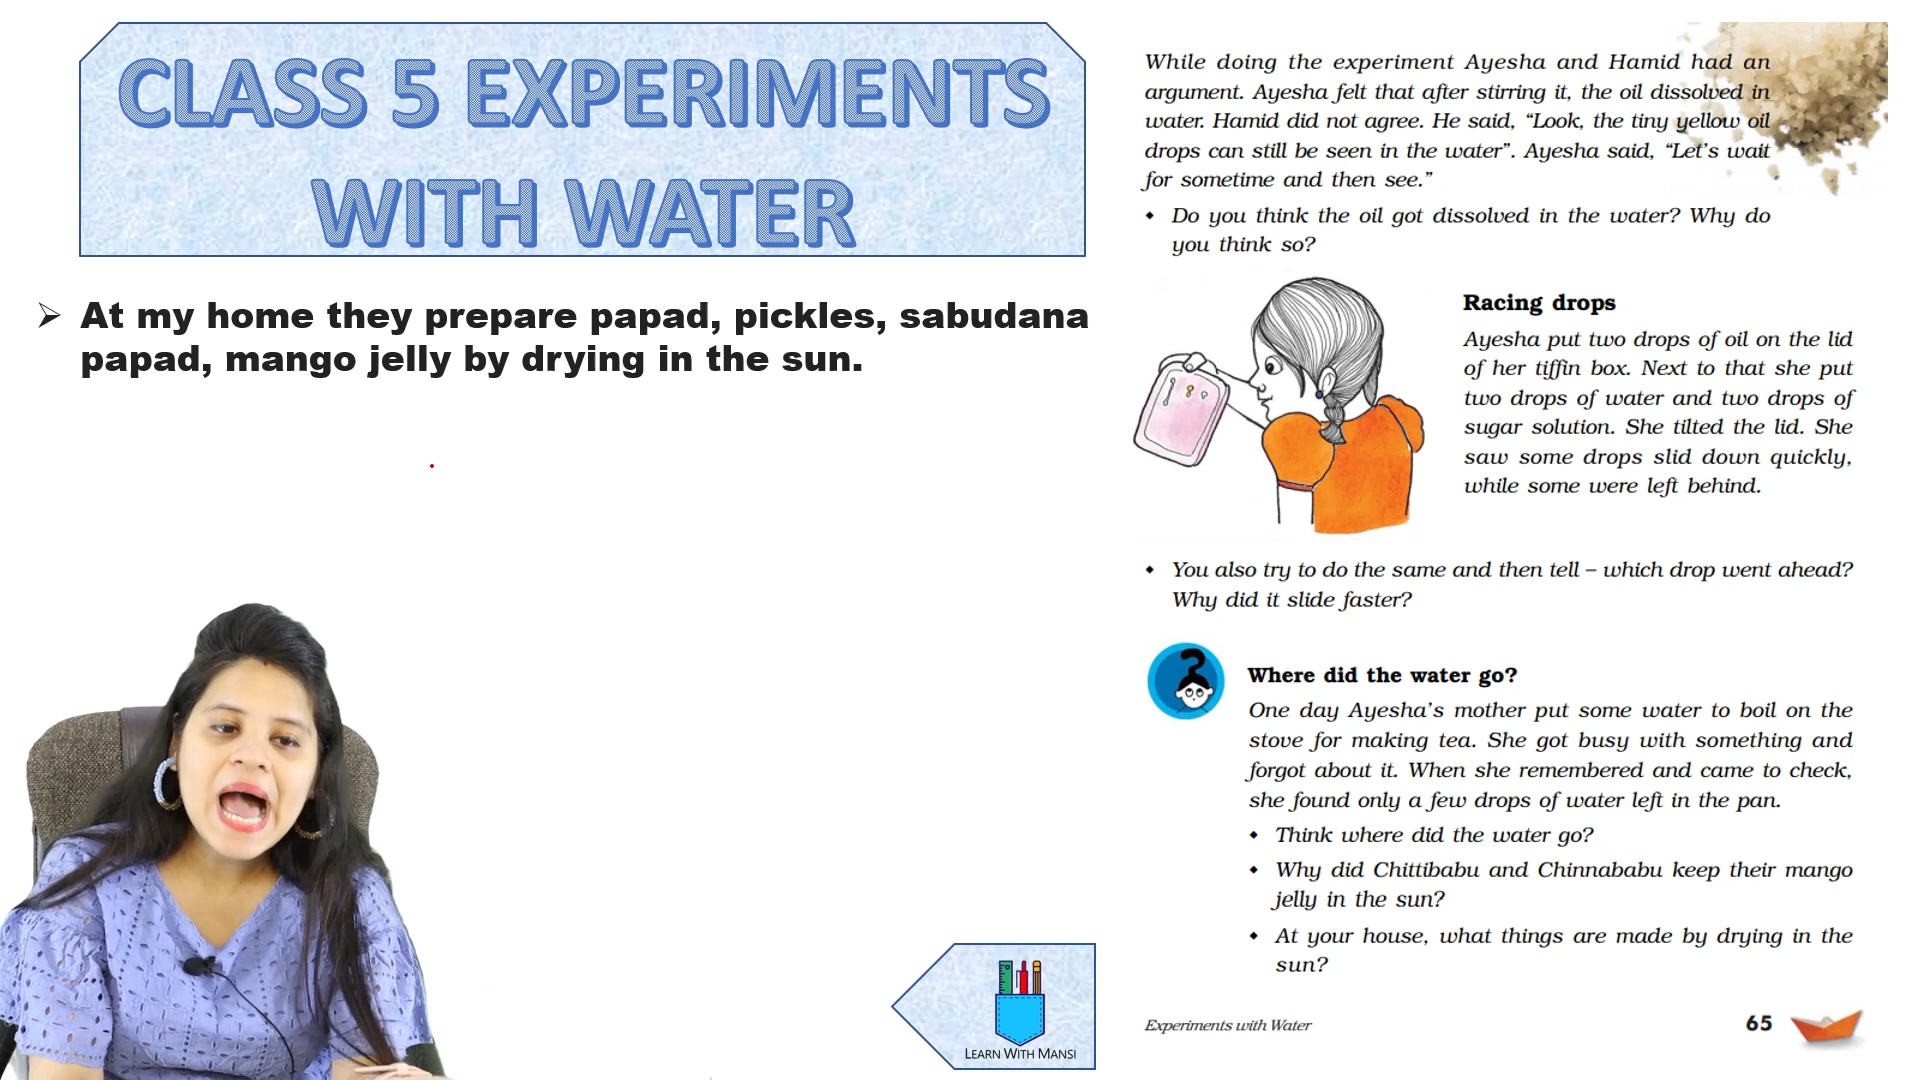 CLASS 5 EXPERIMENTS
WITH WATER
➢ At my home they prepare papad, pickles, sabudana
papad, mango jelly by drying in the sun.
LEARN WITH MANSI
While doing the experiment Ayesha and Hamid had an
argument. Ayesha felt that after stirring it, the oil dissolved in
water. Hamid did not agree. He said, “Look, the tiny yellow oil
drops can still be seen in the water”. Ayesha said, “Let’s wait
for sometime and then see.”
◆ Do you think the oil got dissolved in the water? Why do
you think so?
Racing drops
Ayesha put two drops of oil on the lid
of her tiffin box. Next to that she put
two drops of water and two drops of
sugar solution. She tilted the lid. She
saw some drops slid down quickly,
while some were left behind.
◆ You also try to do the same and then tell – which drop went ahead?
Why did it slide faster?
Where did the water go?
One day Ayesha’s mother put some water to boil on the
stove for making tea. She got busy with something and
forgot about it. When she remembered and came to check,
she found only a few drops of water left in the pan.
◆ Think where did the water go?
◆ Why did Chittibabu and Chinnababu keep their mango
jelly in the sun?
◆ At your house, what things are made by drying in the
sun?
Experiments with Water
65